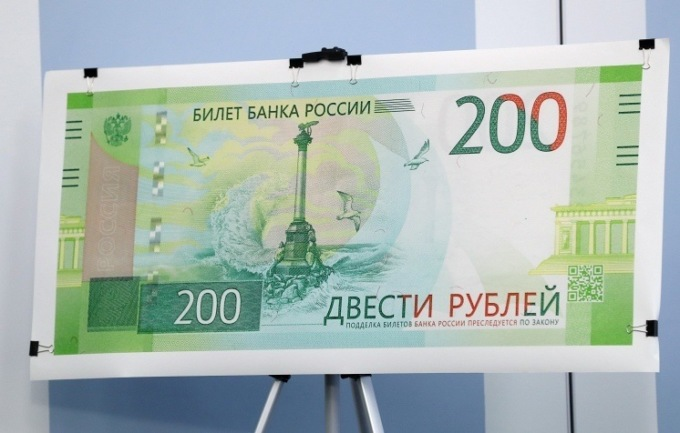 БИЛЕТ БАНКА РОССИИ
200
200
ДВЕСТИ РУБЛЕЙ
ПОДДЕЛКА БИЛЕТОВ БАНКА РОССИИ ПРЕСЛЕДУЕТСЯ ПО ЗАКОНУ